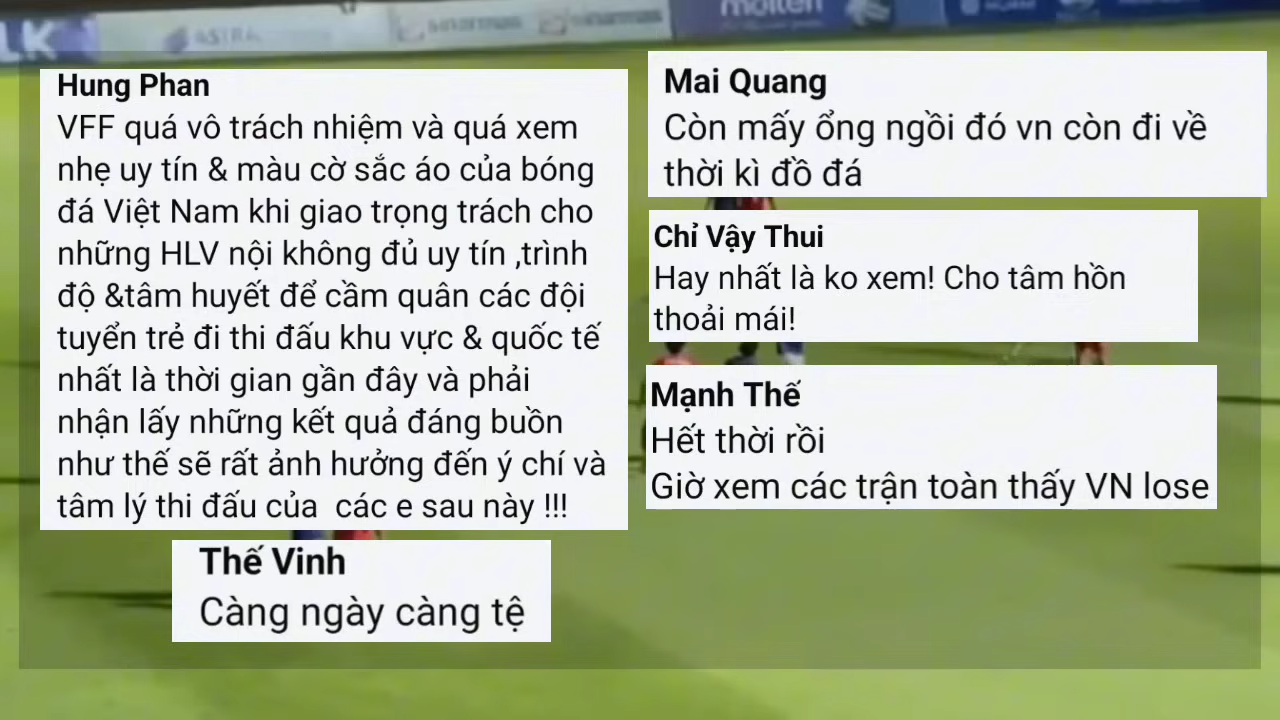 LK
ASTRA
sinarmas
sinarmas
molten
Hung Phan
VFF quá vô trách nhiệm và quá xem
nhẹ uy tín & màu cờ sắc áo của bóng
đá Việt Nam khi giao trọng trách cho
những HLV nội không đủ uy tín ,trình
độ &tâm huyết để cầm quân các đội
tuyển trẻ đi thi đấu khu vực & quốc tế
nhất là thời gian gần đây và phải
nhận lấy những kết quả đáng buồn
như thế sẽ rất ảnh hưởng đến ý chí và
tâm lý thi đấu của các e sau này !!!
Thế Vinh
Càng ngày càng tệ
Mai Quang
Còn mấy ổng ngồi đó vn còn đi về
thời kì đồ đá
Chỉ Vậy Thui
Hay nhất là ko xem! Cho tâm hồn
thoải mái!
Mạnh Thế
Hết thời rồi
Giờ xem các trận toàn thấy VN lose